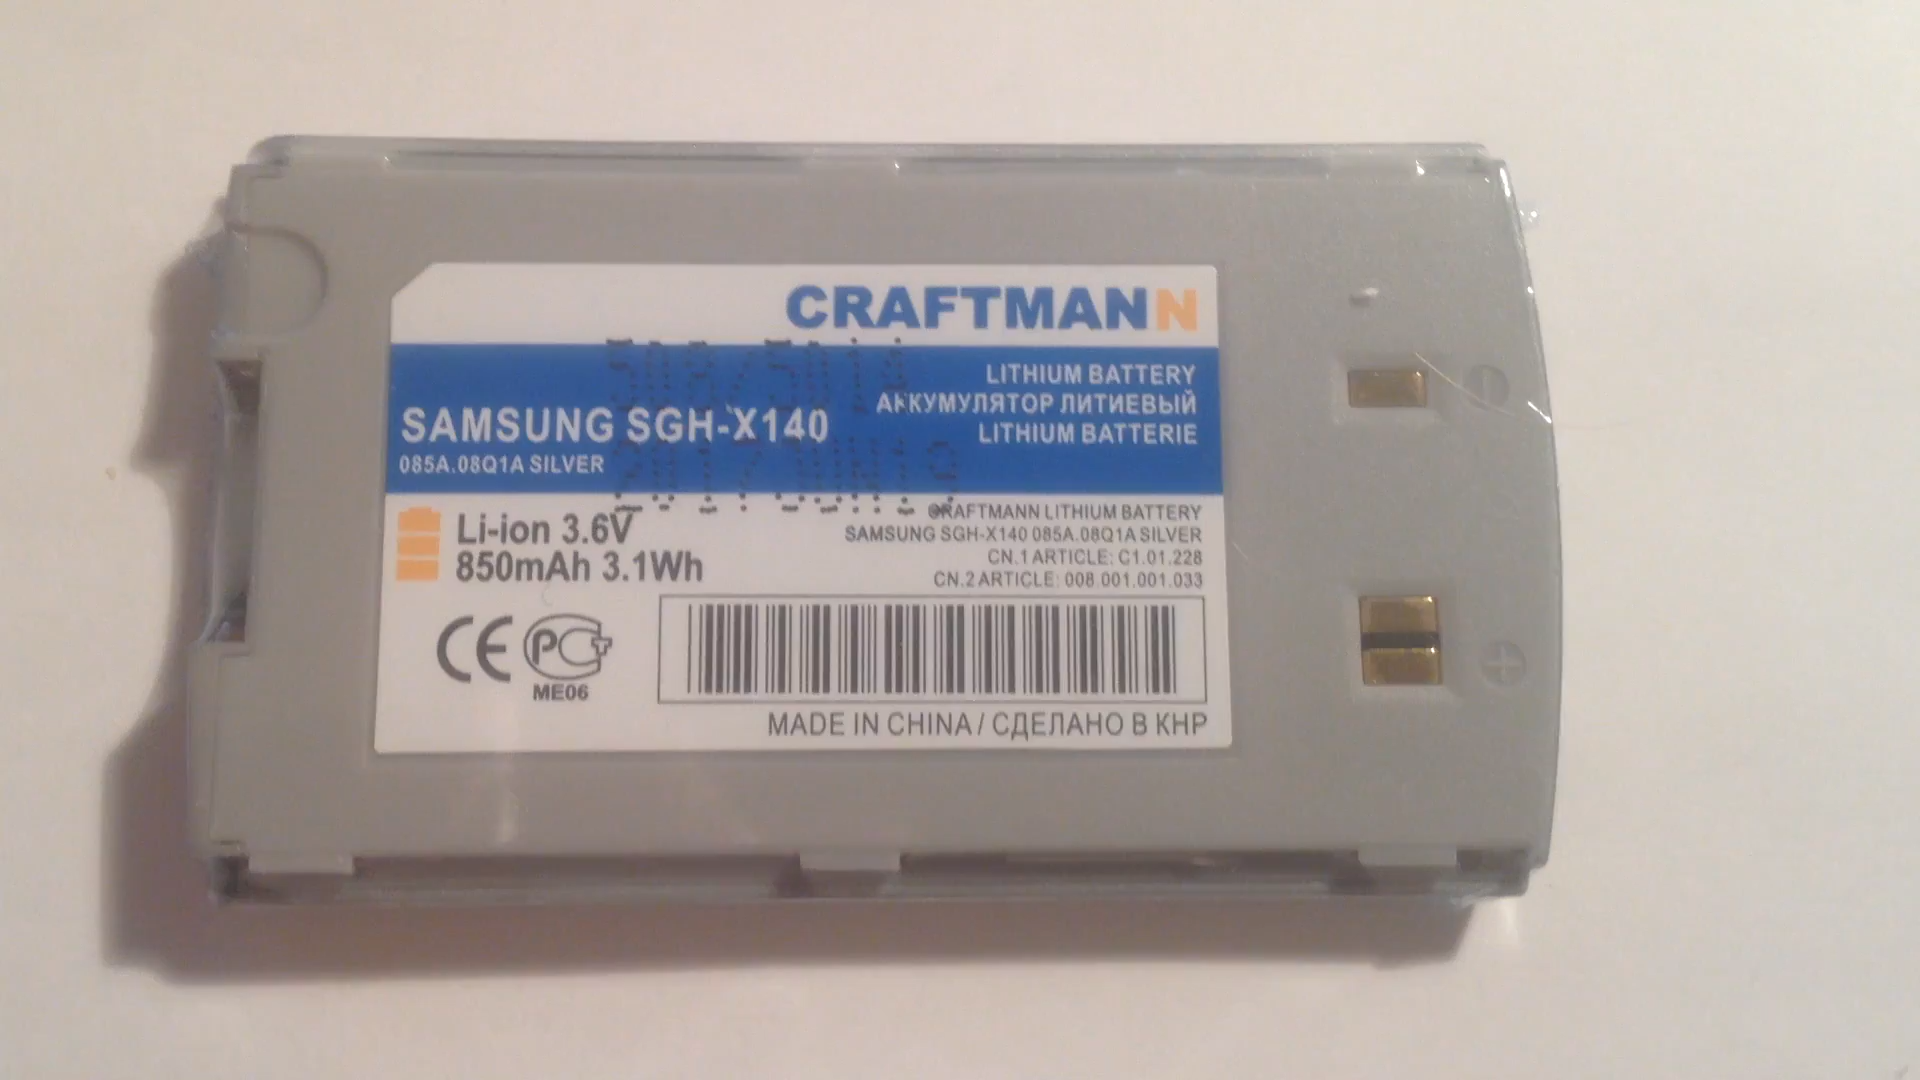 CRAFTMANN
LITHIUM BATTERY
АККУМУЛЯТОР ЛИТИЕВЫЙ
LITHIUM BATTERIE
SAMSUNG SGH-X140
085A.08Q1A SILVER
Li-ion 3.6V
850mAh 3.1Wh
CRAFTMANN LITHIUM BATTERY
SAMSUNG SGH-X140 085A.08Q1A SILVER
CN.1 ARTICLE: C1.01.228
CN.2 ARTICLE: 008.001.001.033
CE РСТ
ME06
MADE IN CHINA / СДЕЛАНО В КНР